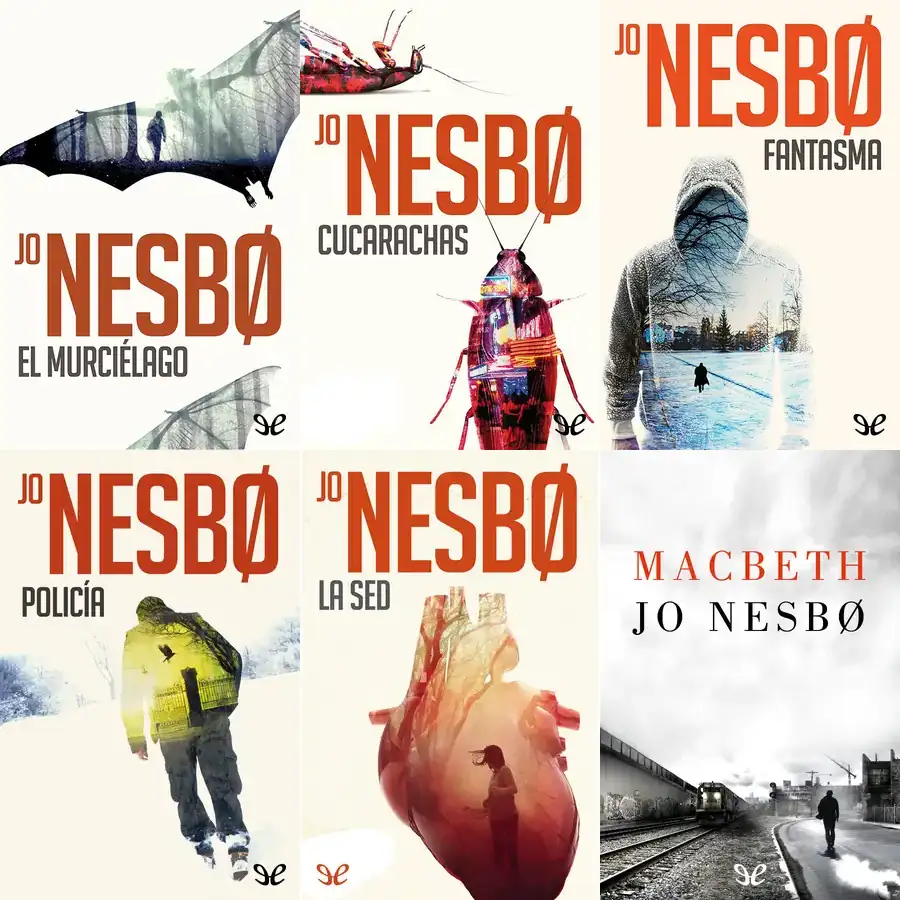 JO NESBØ
EL MURCIÉLAGO
JO NESBØ
CUCARACHAS
JO NESBØ
FANTASMA
JO NESBØ
POLICÍA
JO NESBØ
LA SED
MACBETH
JO NESBØ